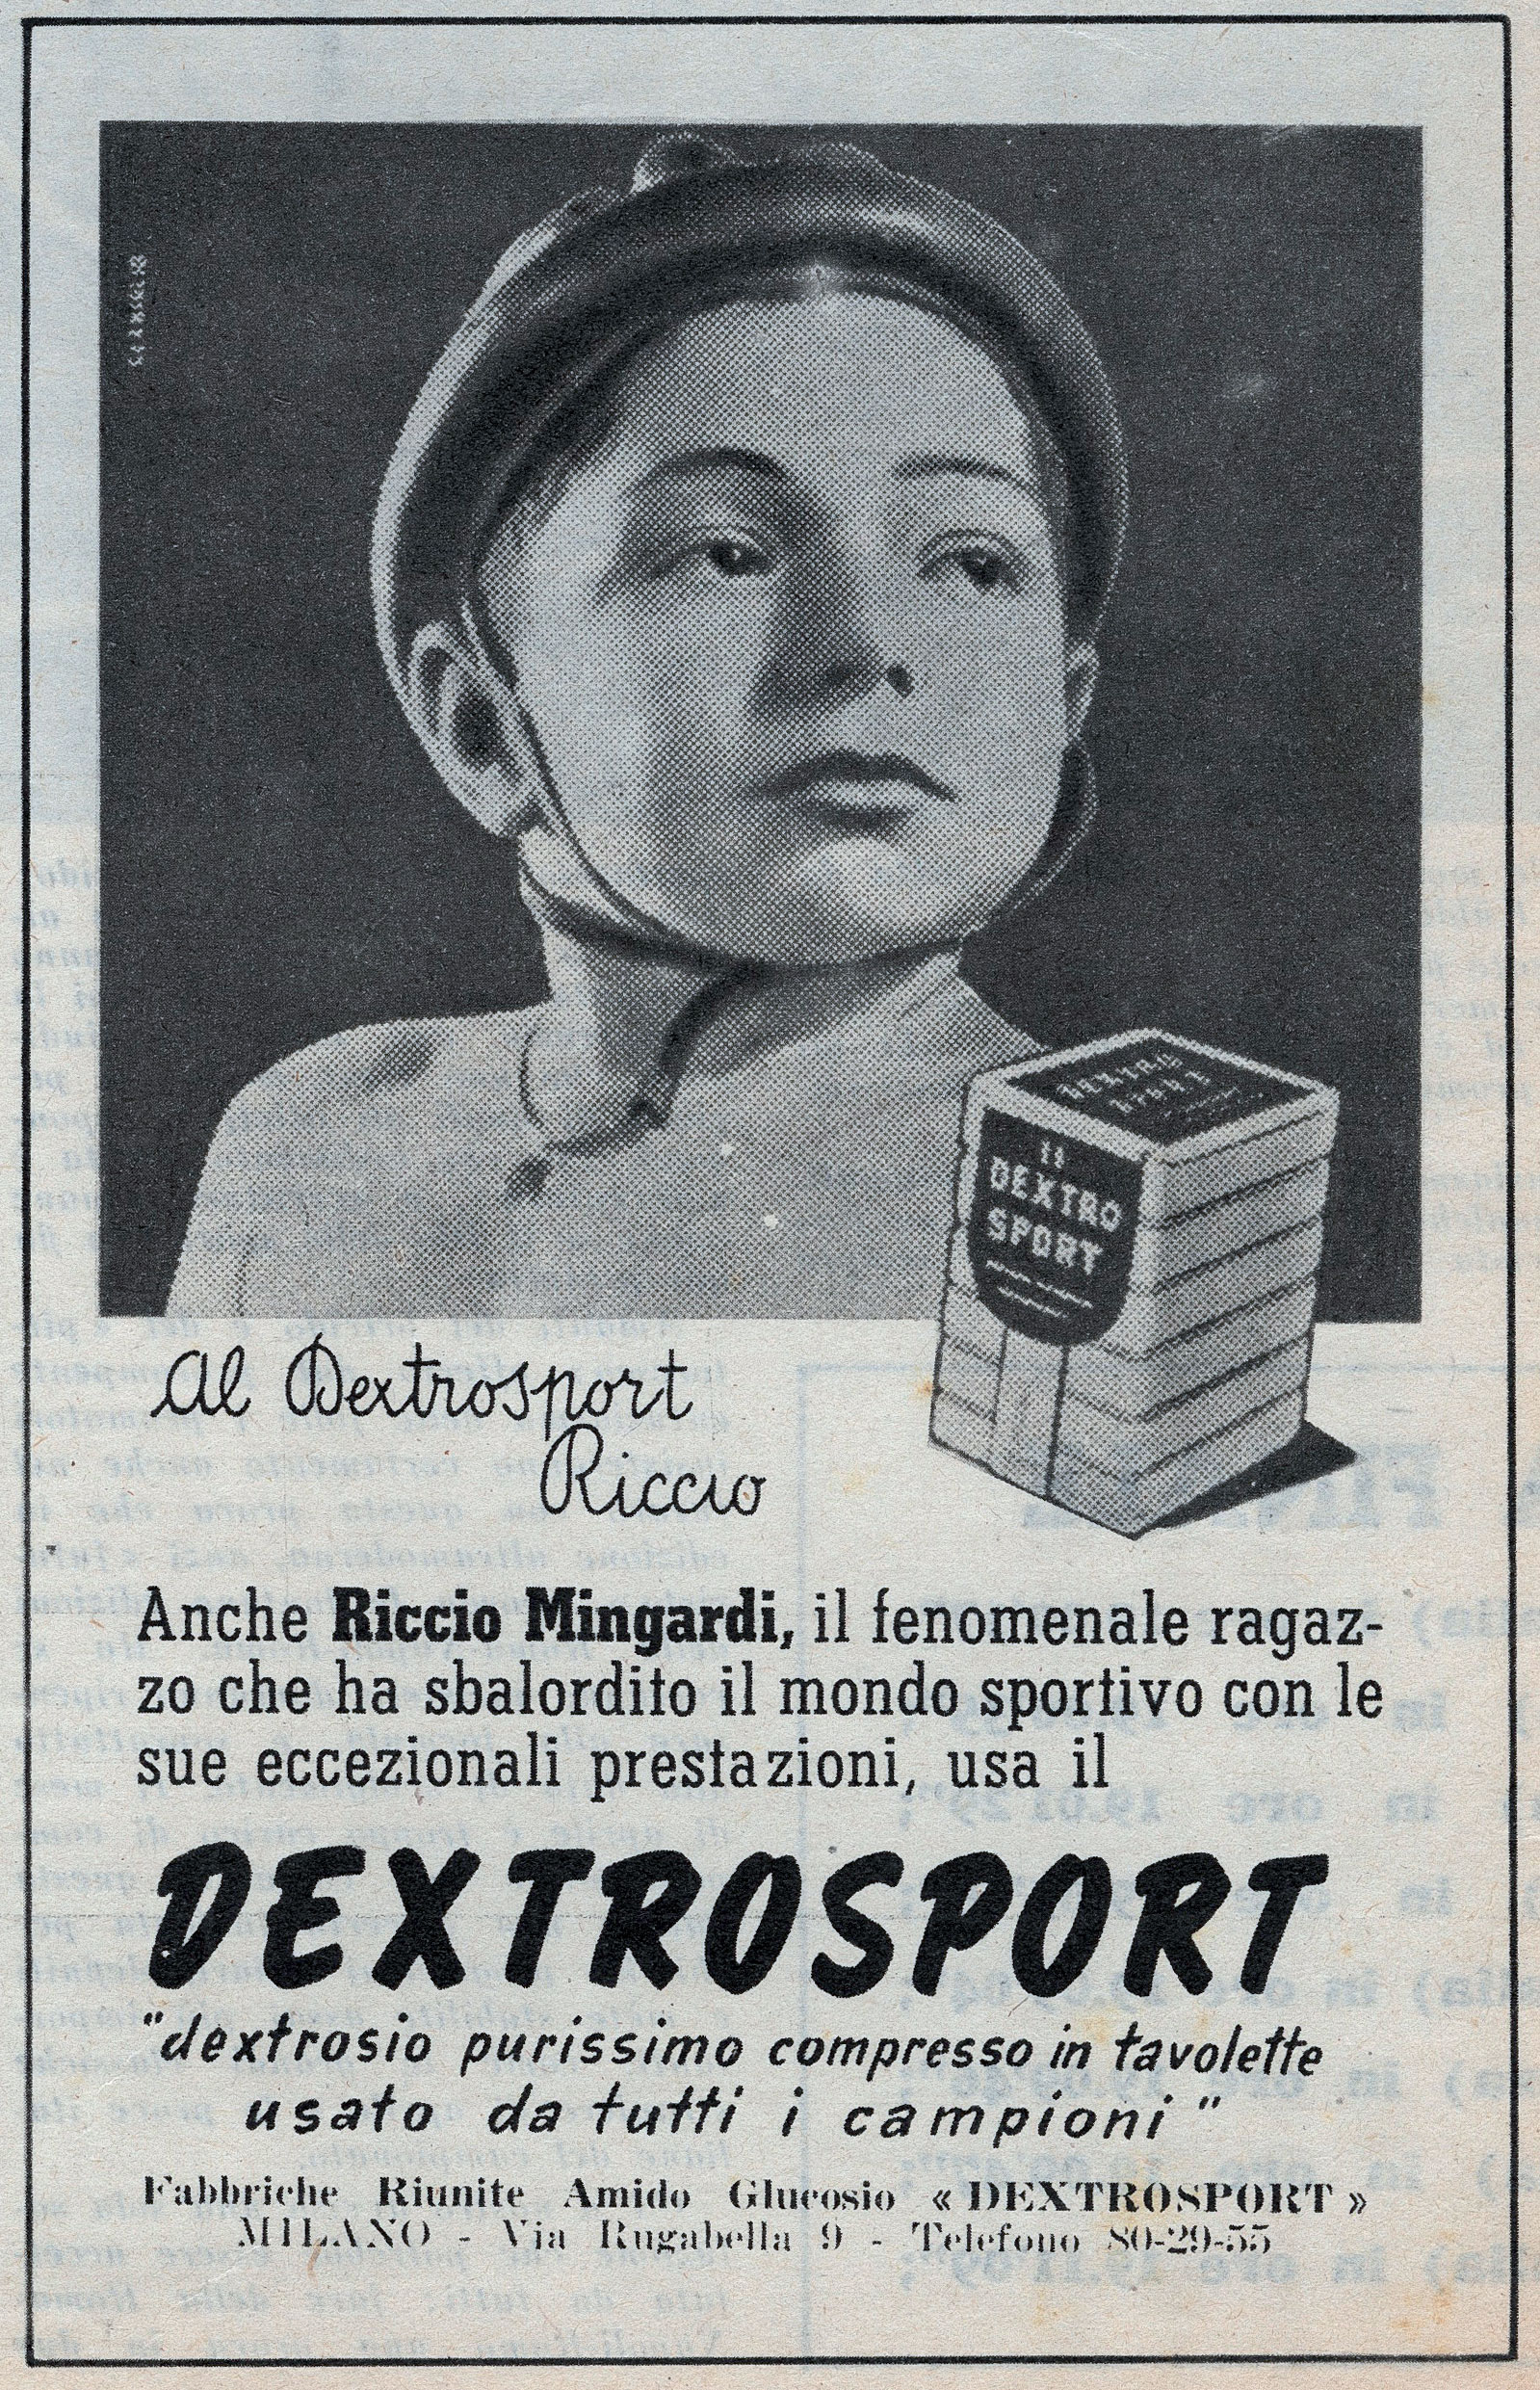 DEXTRO
SPORT
IL
DEXTRO
SPORT
Al Dextrosport
Riccio
Anche Riccio Mingardi, il fenomenale ragaz-
zo che ha sbalordito il mondo sportivo con le
sue eccezionali prestazioni, usa il
DEXTROSPORT
"dextrosio purissimo compresso in tavolette
usato da tutti i campioni"
Fabbriche Riunite Amido Glucosio « DEXTROSPORT »
MILANO - Via Rugabella 9 - Telefono 80-29-55